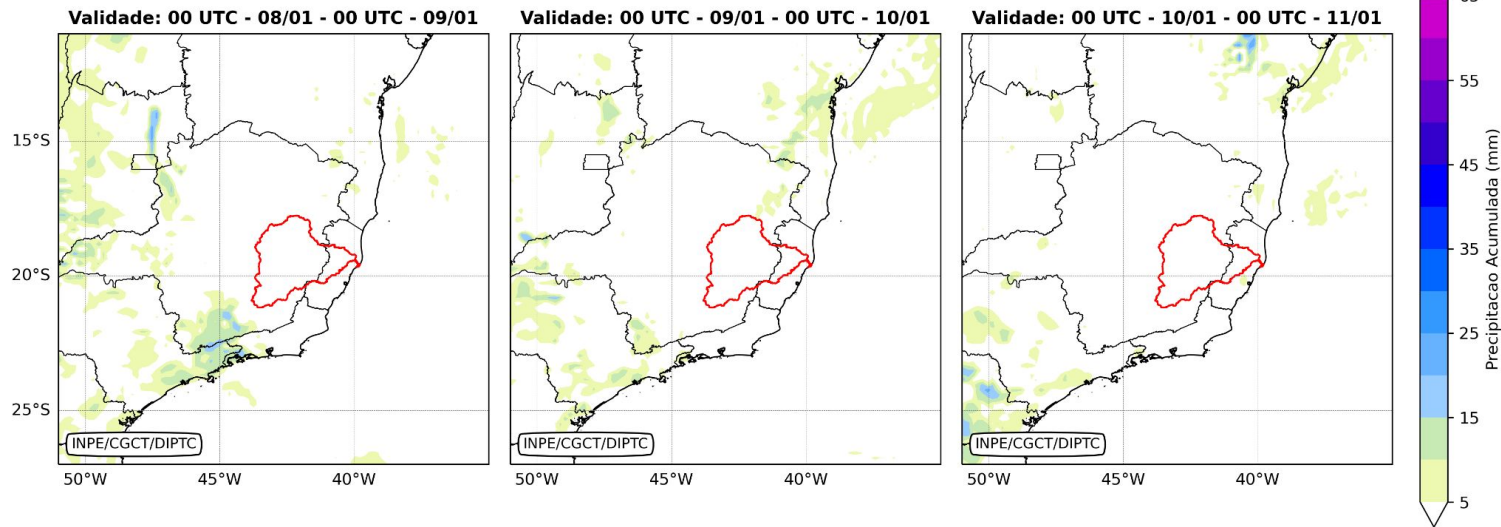 Validade: 00 UTC - 08/01 - 00 UTC - 09/01
Validade: 00 UTC - 09/01 - 00 UTC - 10/01
Validade: 00 UTC - 10/01 - 00 UTC - 11/01
15°S
20°S
25°S
50°W
45°W
40°W
50°W
45°W
40°W
50°W
45°W
40°W
INPE/CGCT/DIPTC
INPE/CGCT/DIPTC
INPE/CGCT/DIPTC
55
45
35
25
15
5
Precipitacao Acumulada (mm)